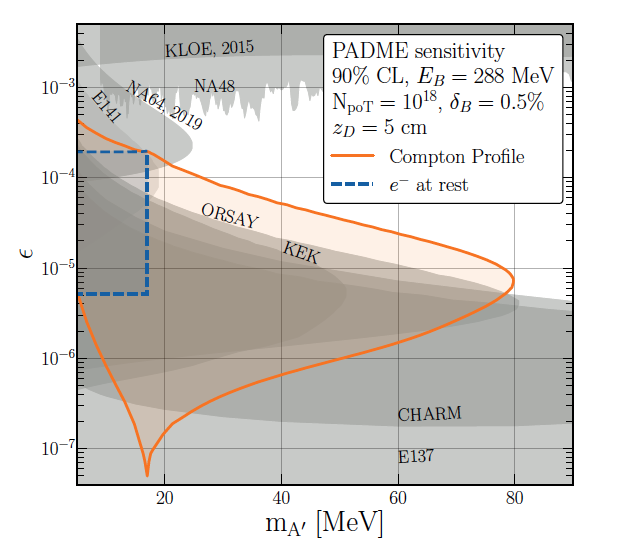 KLOE, 2015
NA48
NA64, 2019
E141
ORSAY
KEK
CHARM
E137
PADME sensitivity
90% CL, E_B = 288 MeV
N_poT = 10^18, δ_B = 0.5%
z_D = 5 cm
Compton Profile
e^− at rest
10^−3
10^−4
10^−5
10^−6
10^−7
ϵ
20 40 60 80
m_A′ [MeV]